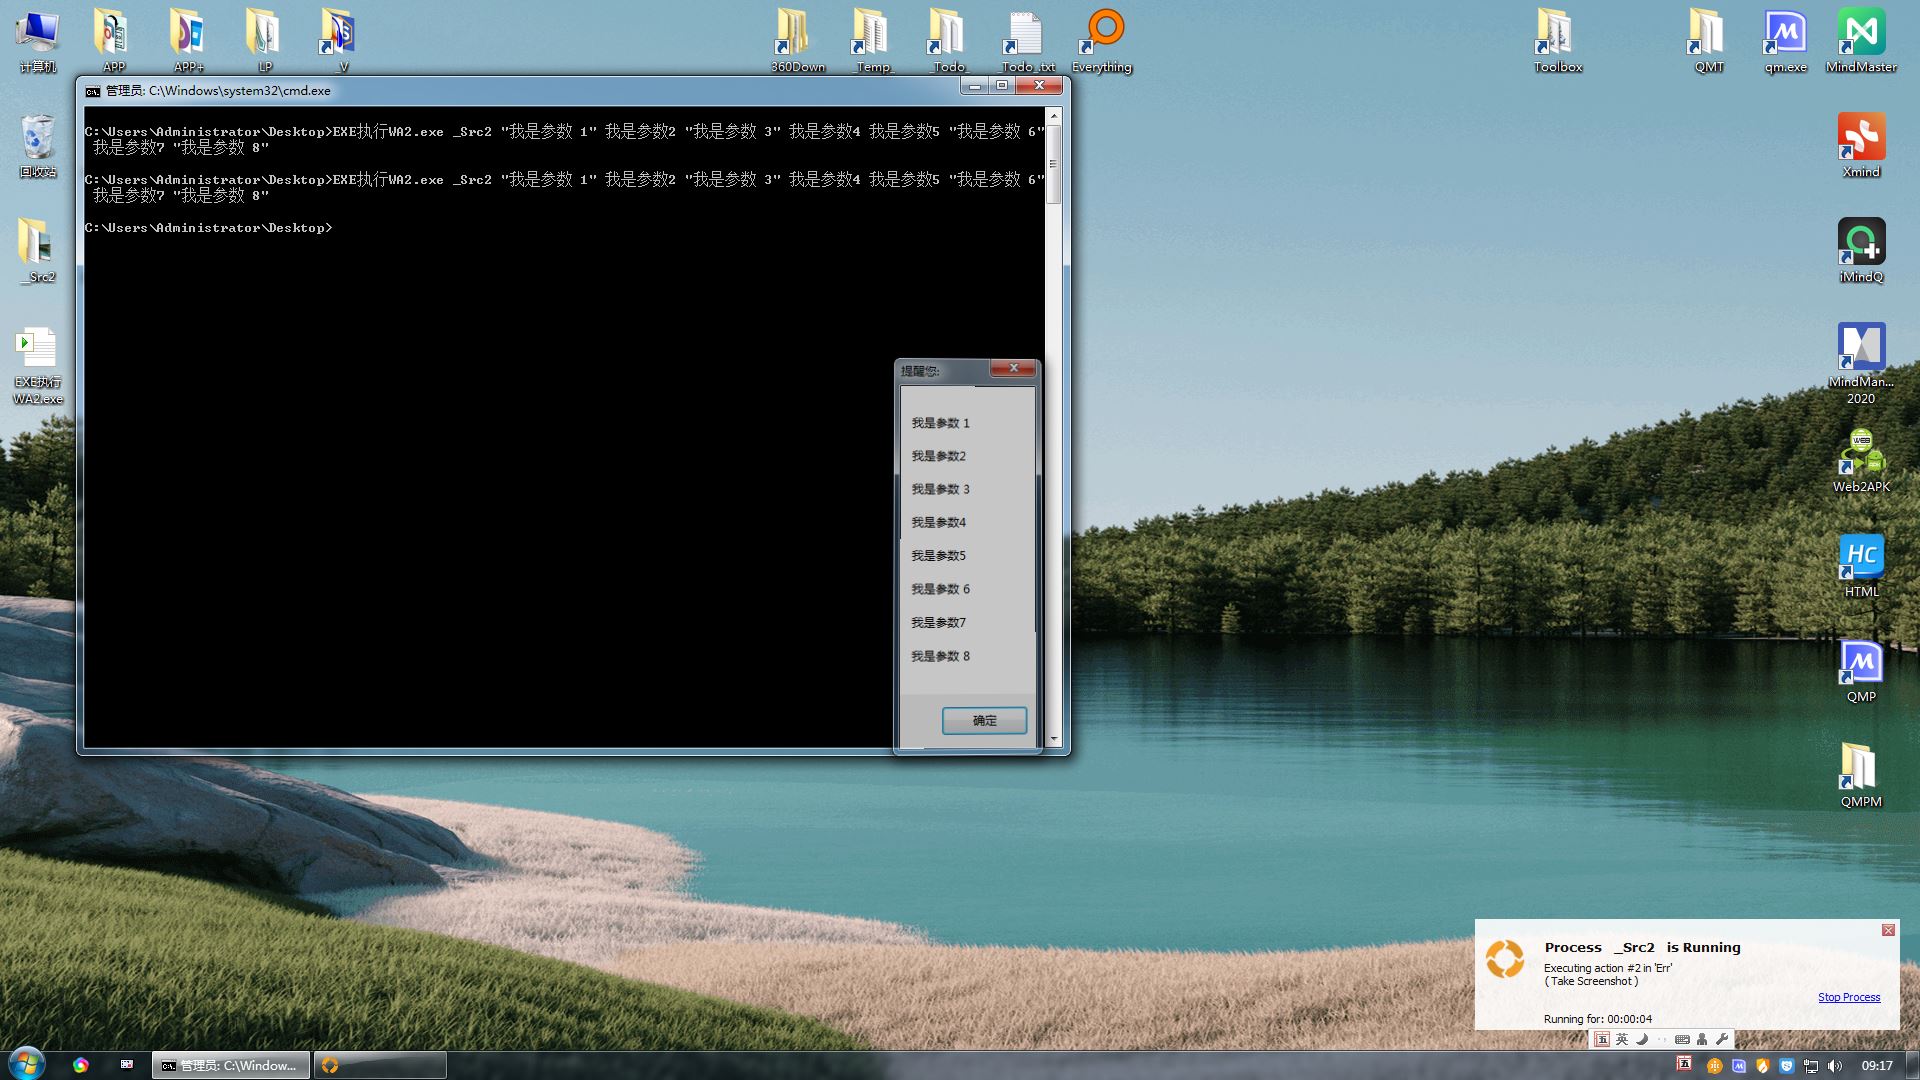 计算机
APP
APP+
LP
_V
360Down
_Temp_
_Todo_
_Todo_.txt
Everything
Toolbox
QMT
qm.exe
MindMaster
管理员: C:\Windows\system32\cmd.exe
C:\Users\Administrator\Desktop>EXE执行WA2.exe _Src2 "我是参数 1" 我是参数2 "我是参数 3" 我是参数4 我是参数5 "我是参数 6"
我是参数7 "我是参数 8"
C:\Users\Administrator\Desktop>EXE执行WA2.exe _Src2 "我是参数 1" 我是参数2 "我是参数 3" 我是参数4 我是参数5 "我是参数 6"
我是参数7 "我是参数 8"
C:\Users\Administrator\Desktop>
回收站
_Src2
EXE执行
WA2.exe
提醒您:
我是参数 1
我是参数2
我是参数 3
我是参数4
我是参数5
我是参数 6
我是参数7
我是参数 8
确定
Xmind
iMindQ
MindMan...
2020
WEB
Web2APK
HC
HTML
QMP
QMPM
Process _Src2 is Running
Executing action #2 in 'Err'
( Take Screenshot )
Stop Process
Running for: 00:00:04
五 英
管理员: C:\Window...
五
09:17